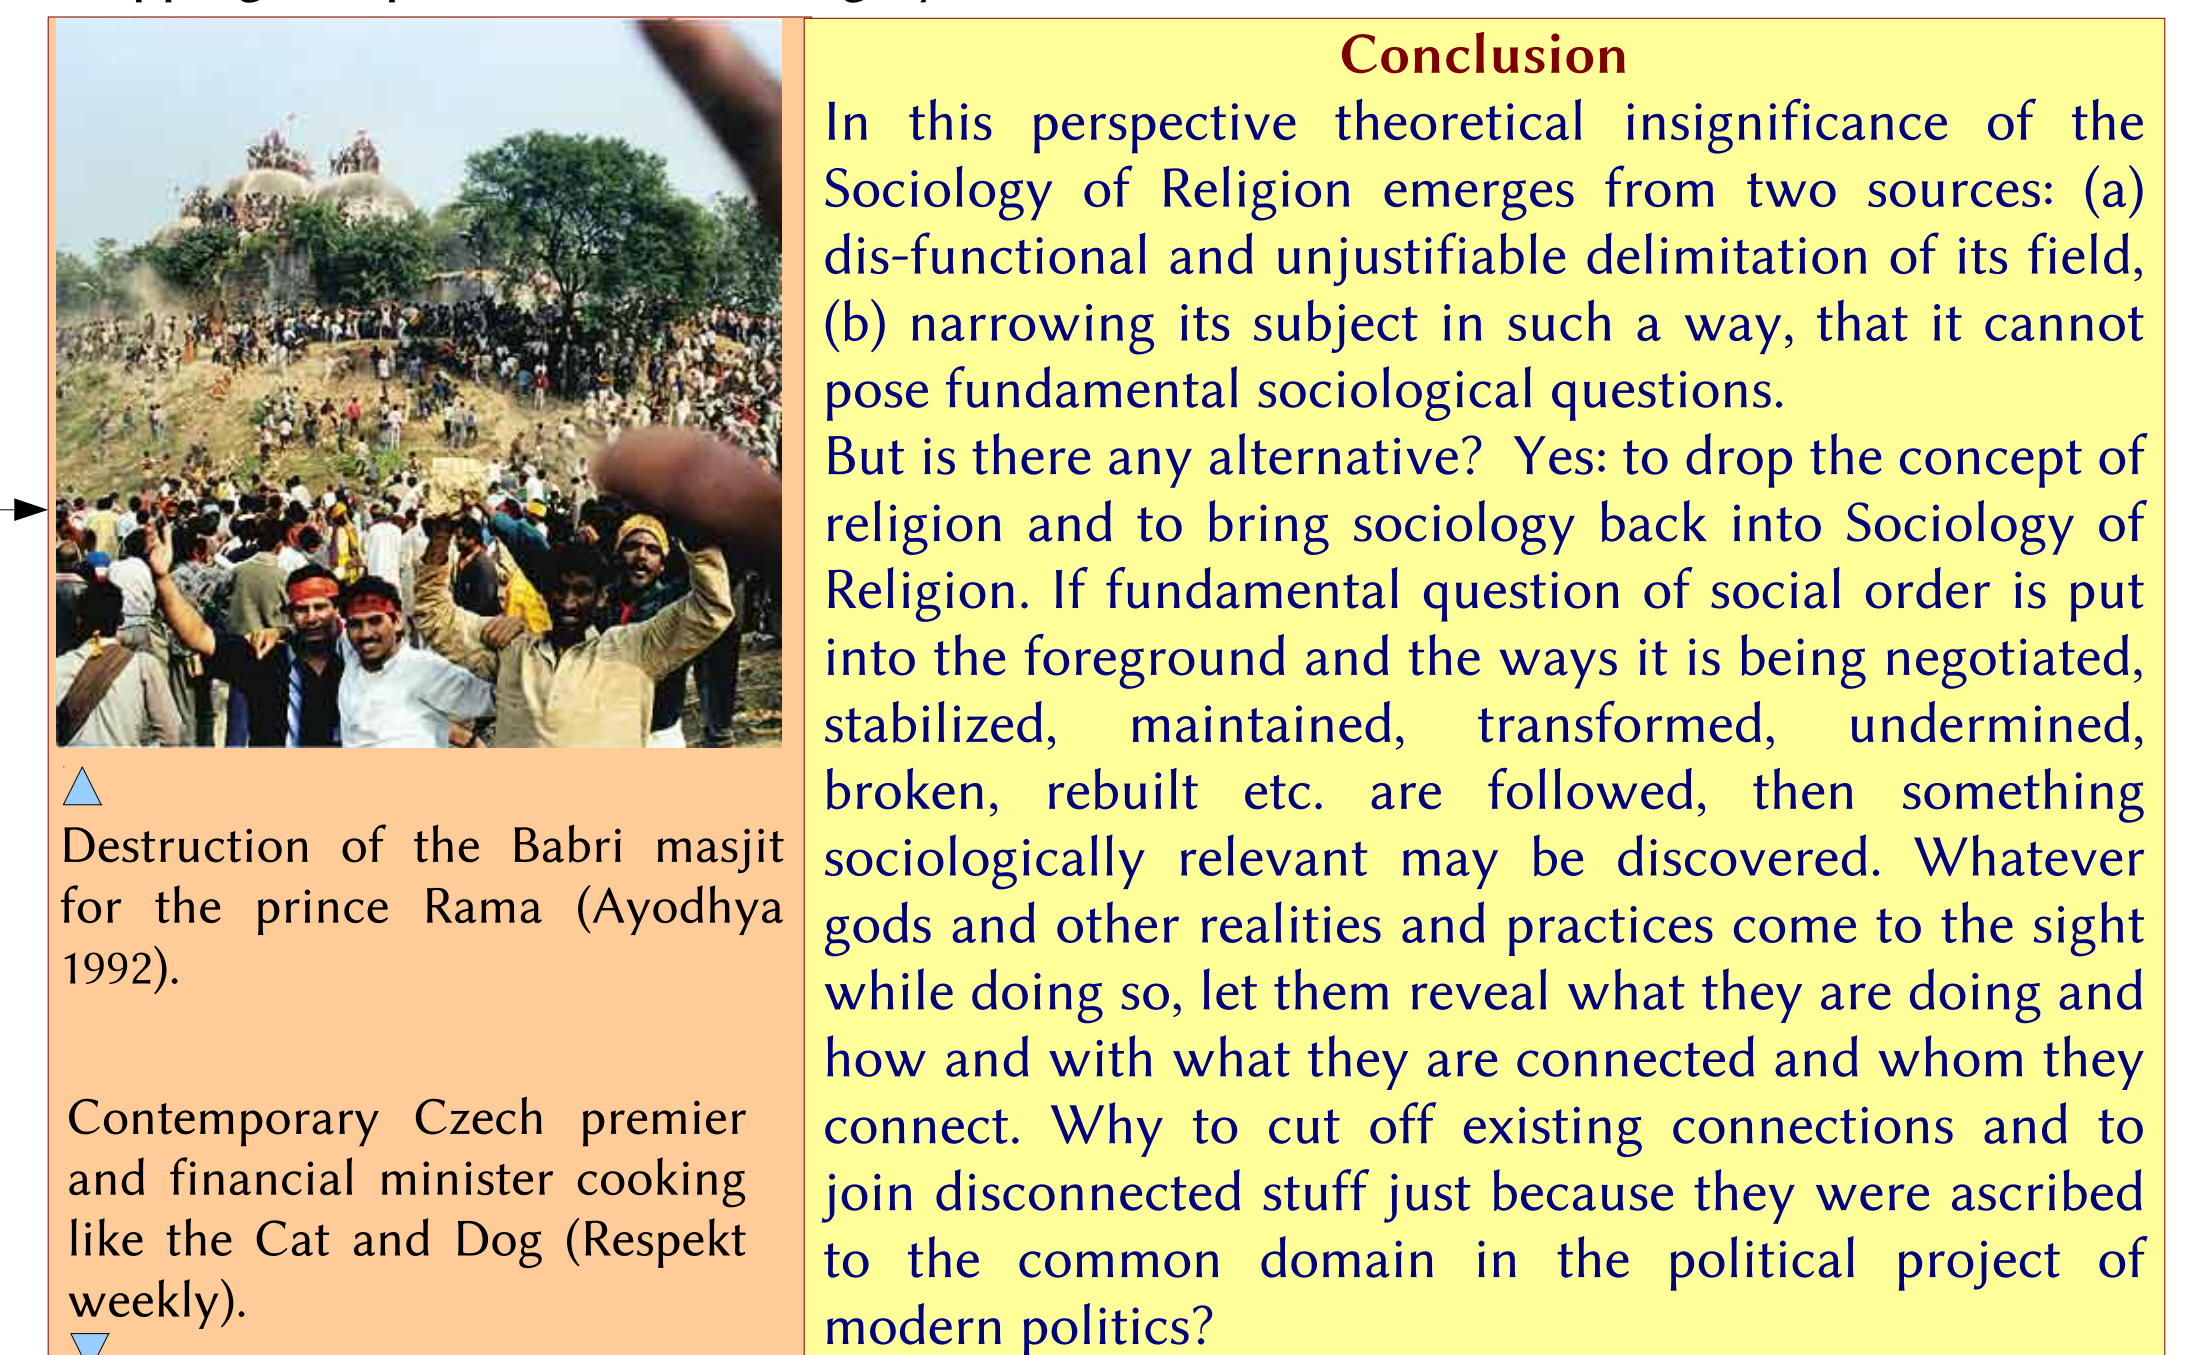 Destruction of the Babri masjit
for the prince Rama (Ayodhya
1992).
Contemporary Czech premier
and financial minister cooking
like the Cat and Dog (Respekt
weekly).
Conclusion
In this perspective theoretical insignificance of the
Sociology of Religion emerges from two sources: (a)
dis-functional and unjustifiable delimitation of its field,
(b) narrowing its subject in such a way, that it cannot
pose fundamental sociological questions.
But is there any alternative? Yes: to drop the concept of
religion and to bring sociology back into Sociology of
Religion. If fundamental question of social order is put
into the foreground and the ways it is being negotiated,
stabilized, maintained, transformed, undermined,
broken, rebuilt etc. are followed, then something
sociologically relevant may be discovered. Whatever
gods and other realities and practices come to the sight
while doing so, let them reveal what they are doing and
how and with what they are connected and whom they
connect. Why to cut off existing connections and to
join disconnected stuff just because they were ascribed
to the common domain in the political project of
modern politics?